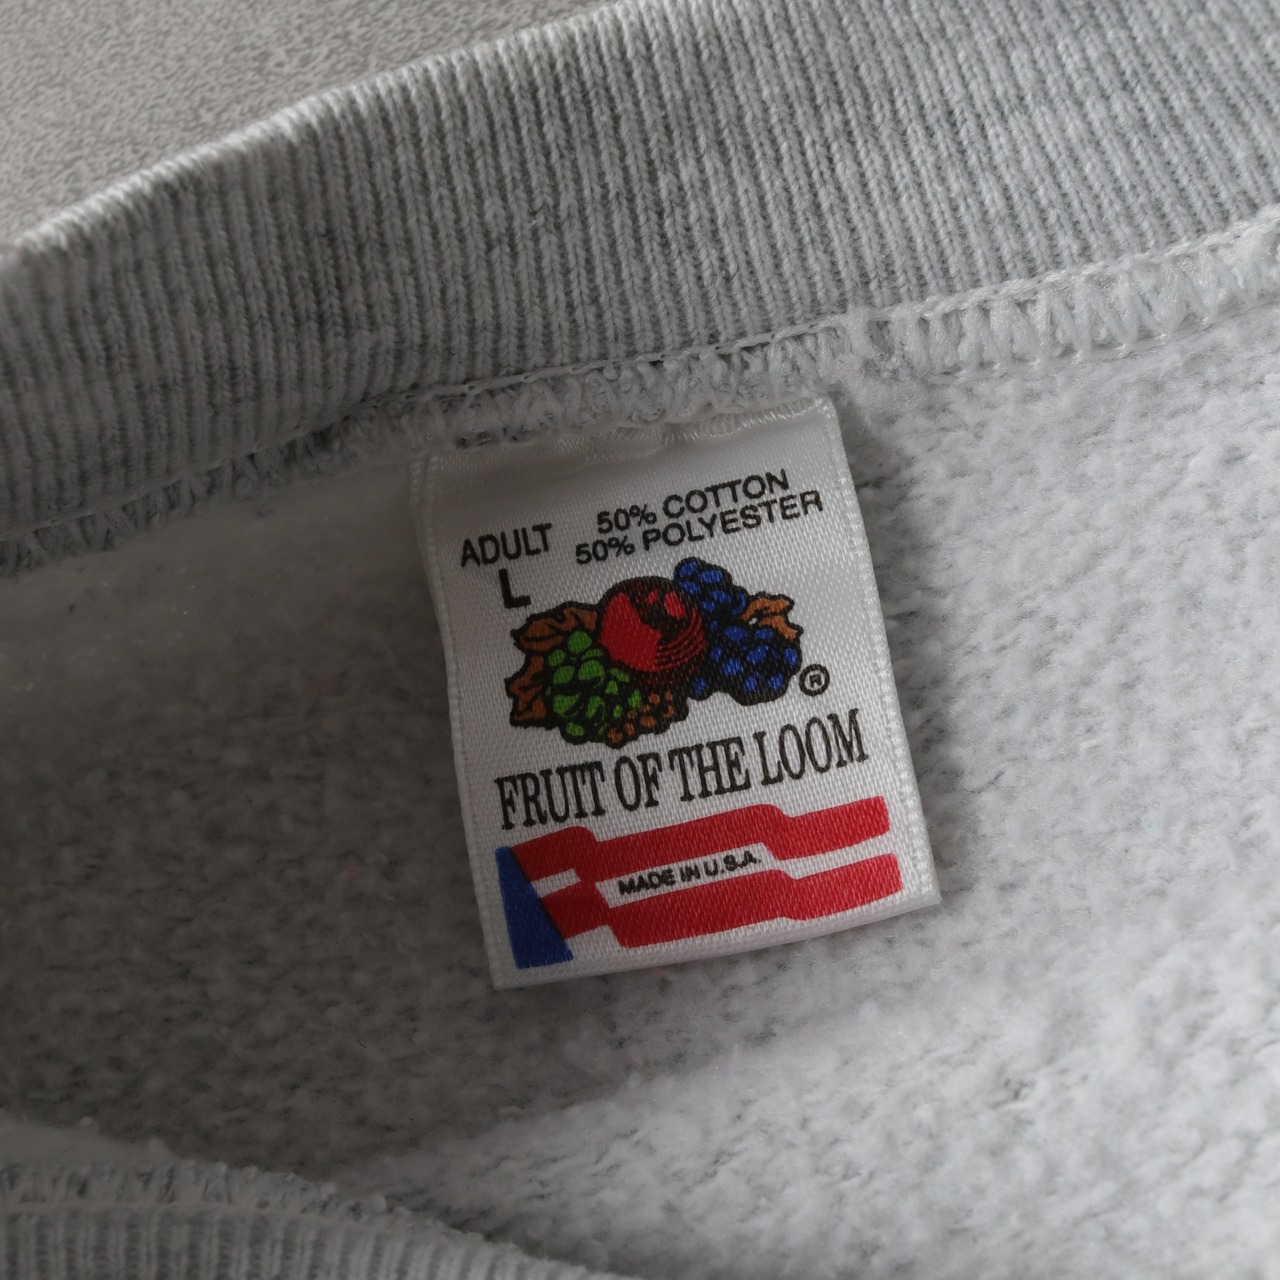 50% COTTON
ADULT 50% POLYESTER
L
®
FRUIT OF THE LOOM
MADE IN U.S.A.